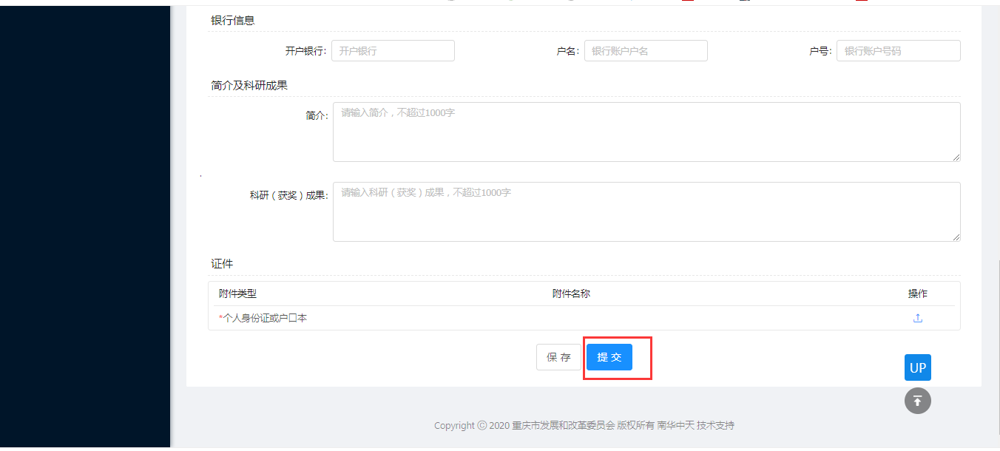 银行信息
开户银行: 开户银行 户名: 银行账户户名 户号: 银行账户号码
简介及科研成果
简介: 请输入简介，不超过1000字
科研（获奖）成果: 请输入科研（获奖）成果，不超过1000字
证件
附件类型 附件名称 操作
*个人身份证或户口本
保 存 提 交
UP
Copyright ⓒ 2020 重庆市发展和改革委员会 版权所有 南华中天 技术支持